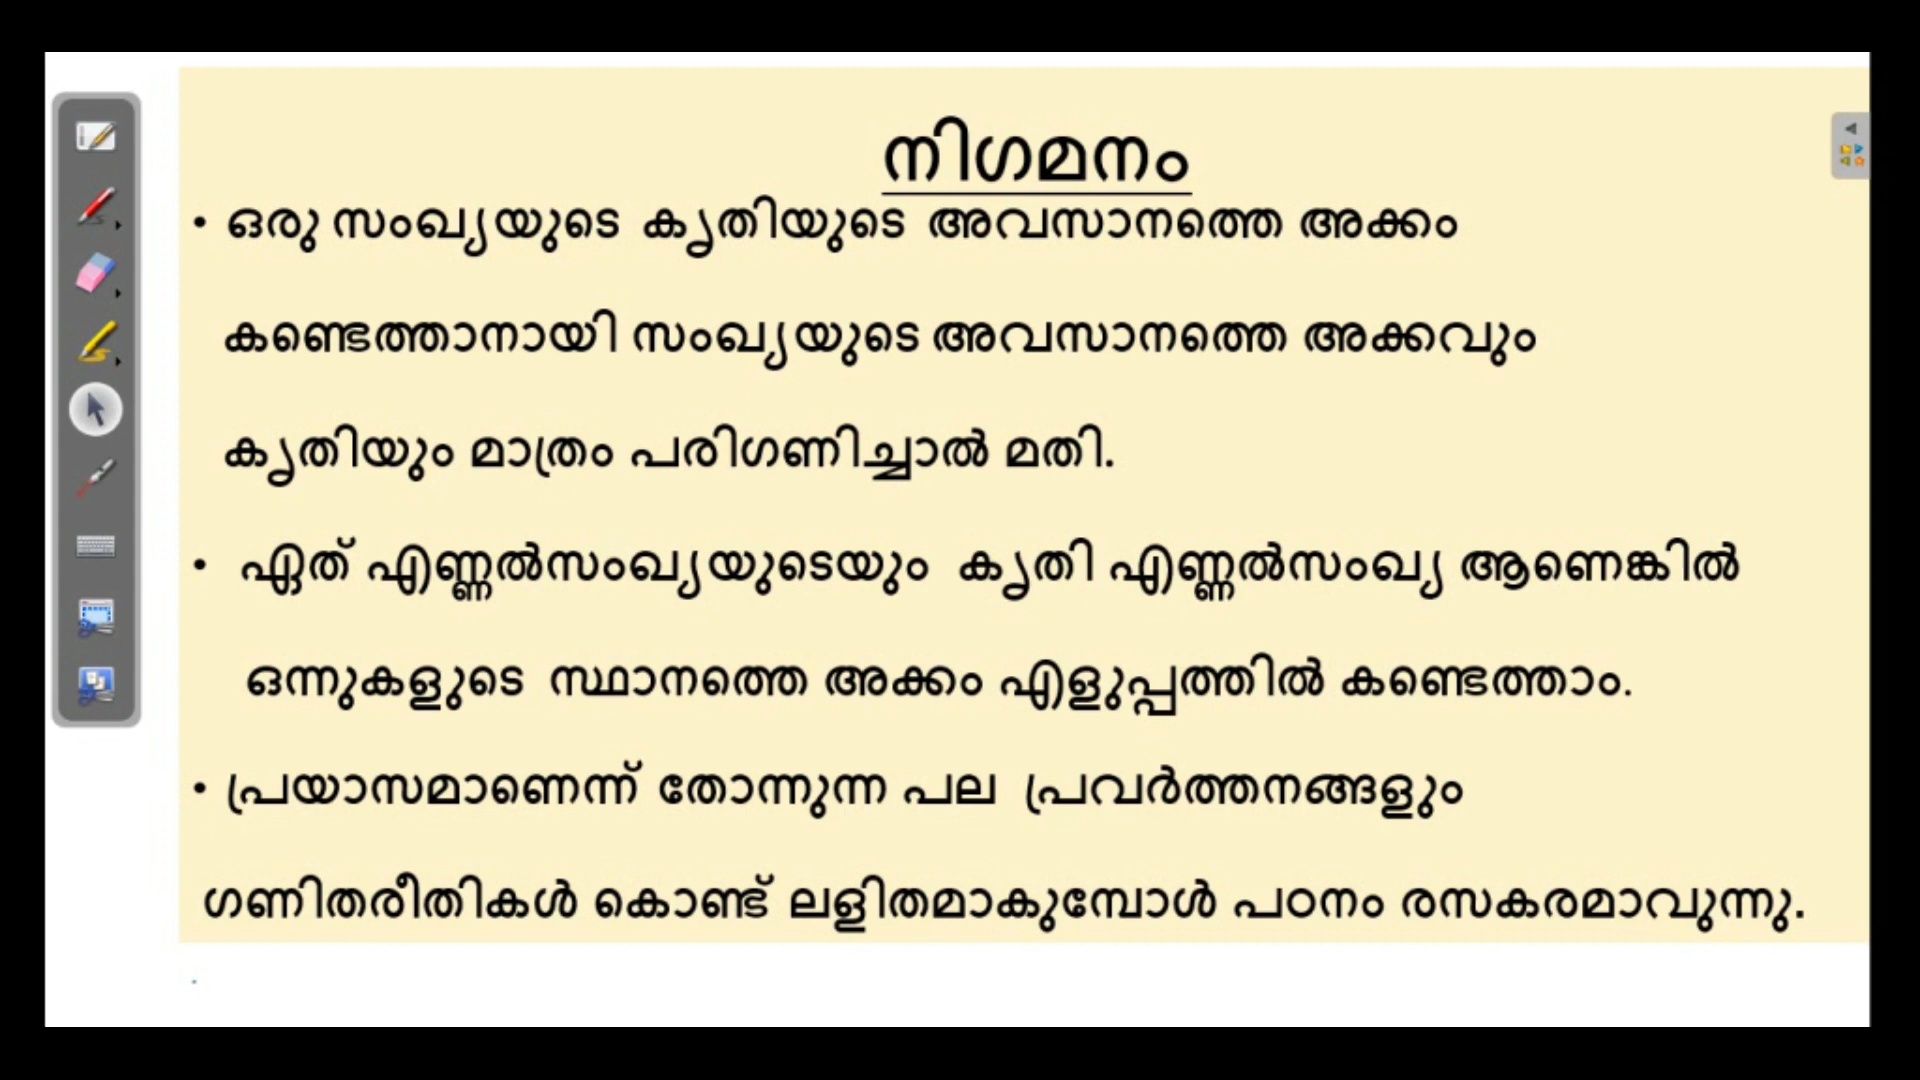 നിഗമനം
• ഒരു സംഖ്യയുടെ കൃതിയുടെ അവസാനത്തെ അക്കം
കണ്ടെത്താനായി സംഖ്യയുടെ അവസാനത്തെ അക്കവും
കൃതിയും മാത്രം പരിഗണിച്ചാൽ മതി.
• ഏത് എണ്ണൽസംഖ്യയുടെയും കൃതി എണ്ണൽസംഖ്യ ആണെങ്കിൽ
ഒന്നുകളുടെ സ്ഥാനത്തെ അക്കം എളുപ്പത്തിൽ കണ്ടെത്താം.
• പ്രയാസമാണെന്ന് തോന്നുന്ന പല പ്രവർത്തനങ്ങളും
ഗണിതരീതികൾ കൊണ്ട് ലളിതമാകുമ്പോൾ പഠനം രസകരമാവുന്നു.